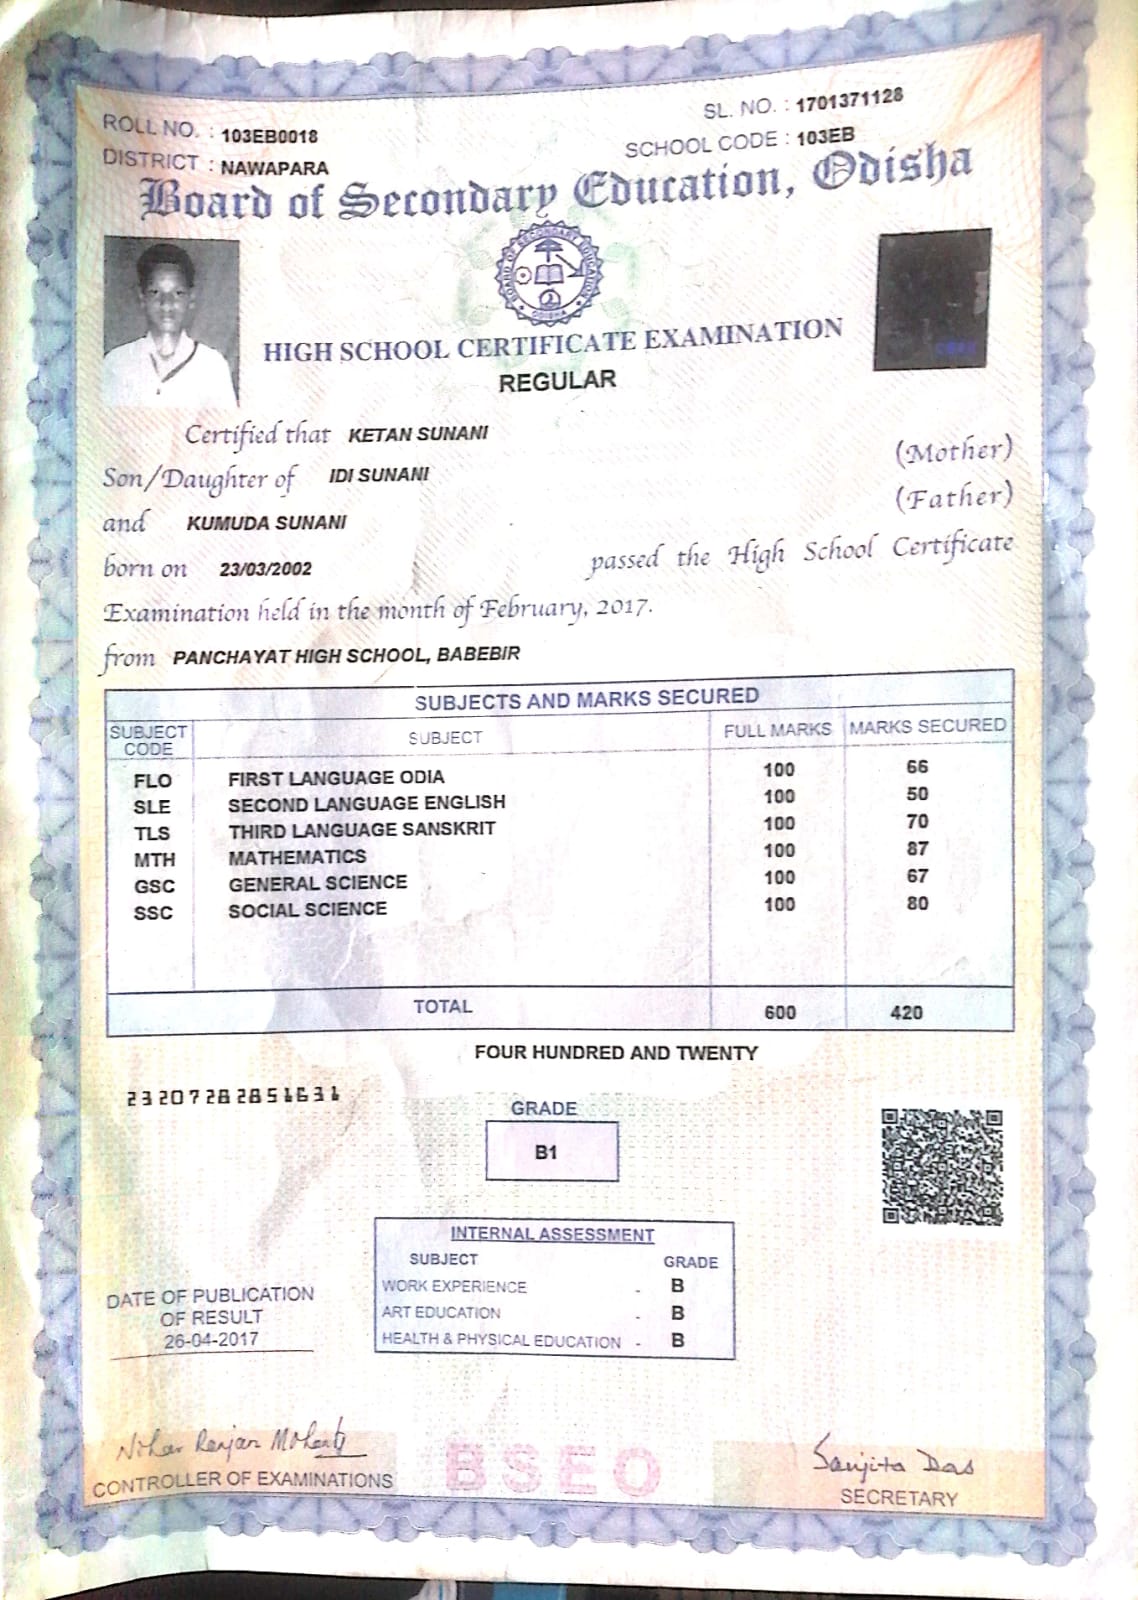 ROLL NO. : 103EB0018
SL. NO. : 1701371128
DISTRICT : NAWAPARA
SCHOOL CODE : 103EB
Board of Secondary Education, Odisha
BOARD OF SECONDARY EDUCATION
ODISHA
HIGH SCHOOL CERTIFICATE EXAMINATION
REGULAR
Certified that KETAN SUNANI
Son/Daughter of IDI SUNANI (Mother)
and KUMUDA SUNANI (Father)
born on 23/03/2002 passed the High School Certificate
Examination held in the month of February, 2017.
from PANCHAYAT HIGH SCHOOL, BABEBIR
SUBJECTS AND MARKS SECURED
SUBJECT CODE SUBJECT FULL MARKS MARKS SECURED
FLO FIRST LANGUAGE ODIA 100 66
SLE SECOND LANGUAGE ENGLISH 100 50
TLS THIRD LANGUAGE SANSKRIT 100 70
MTH MATHEMATICS 100 87
GSC GENERAL SCIENCE 100 67
SSC SOCIAL SCIENCE 100 80
TOTAL 600 420
FOUR HUNDRED AND TWENTY
23207282851631
GRADE
B1
INTERNAL ASSESSMENT
SUBJECT GRADE
WORK EXPERIENCE - B
ART EDUCATION - B
HEALTH & PHYSICAL EDUCATION - B
DATE OF PUBLICATION
OF RESULT
26-04-2017
Nihar Ranjan Mohanty
CONTROLLER OF EXAMINATIONS
BSEO
Sanjita Das
SECRETARY